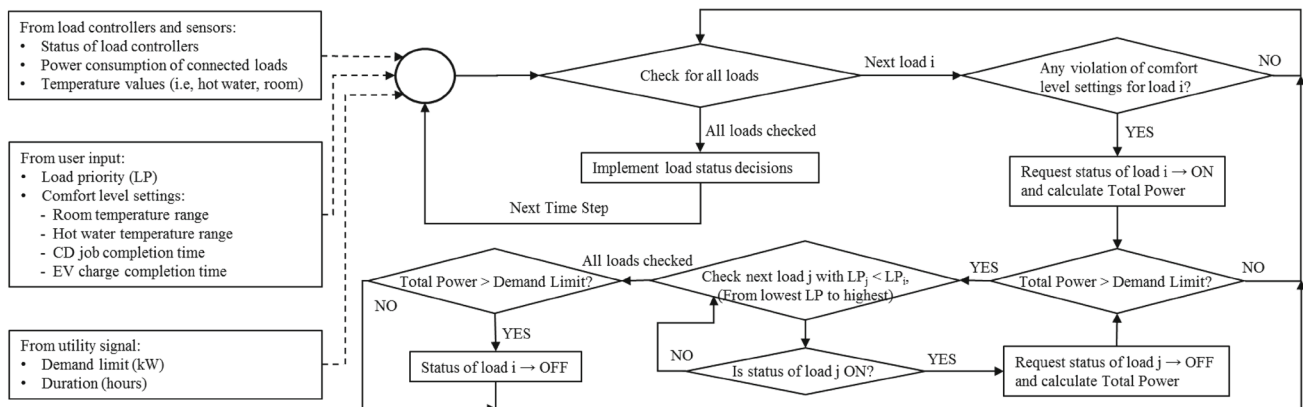 From load controllers and sensors:
• Status of load controllers
• Power consumption of connected loads
• Temperature values (i.e, hot water, room)
From user input:
• Load priority (LP)
• Comfort level settings:
- Room temperature range
- Hot water temperature range
- CD job completion time
- EV charge completion time
From utility signal:
• Demand limit (kW)
• Duration (hours)
Check for all loads
Next load i
Any violation of comfort
level settings for load i?
NO
All loads checked
YES
Implement load status decisions
Next Time Step
Request status of load i → ON
and calculate Total Power
Total Power > Demand Limit?
NO
YES
Check next load j with LPj < LPi,
(From lowest LP to highest)
All loads checked
Total Power > Demand Limit?
NO
YES
Status of load i → OFF
Is status of load j ON?
NO
YES
Request status of load j → OFF
and calculate Total Power